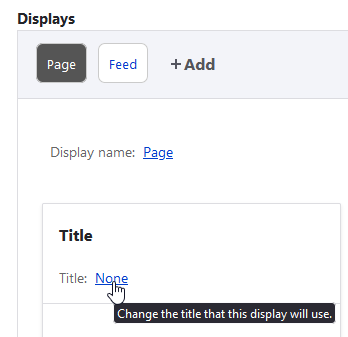 Displays
Page Feed +Add
Display name: Page
Title
Title: None
Change the title that this display will use.